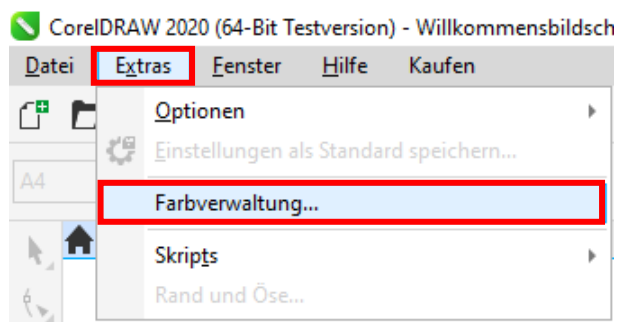 CorelDRAW 2020 (64-Bit Testversion) - Willkommensbildsch
Datei Extras Fenster Hilfe Kaufen
Optionen
Einstellungen als Standard speichern...
A4
Farbverwaltung...
Skripts
Rand und Öse...